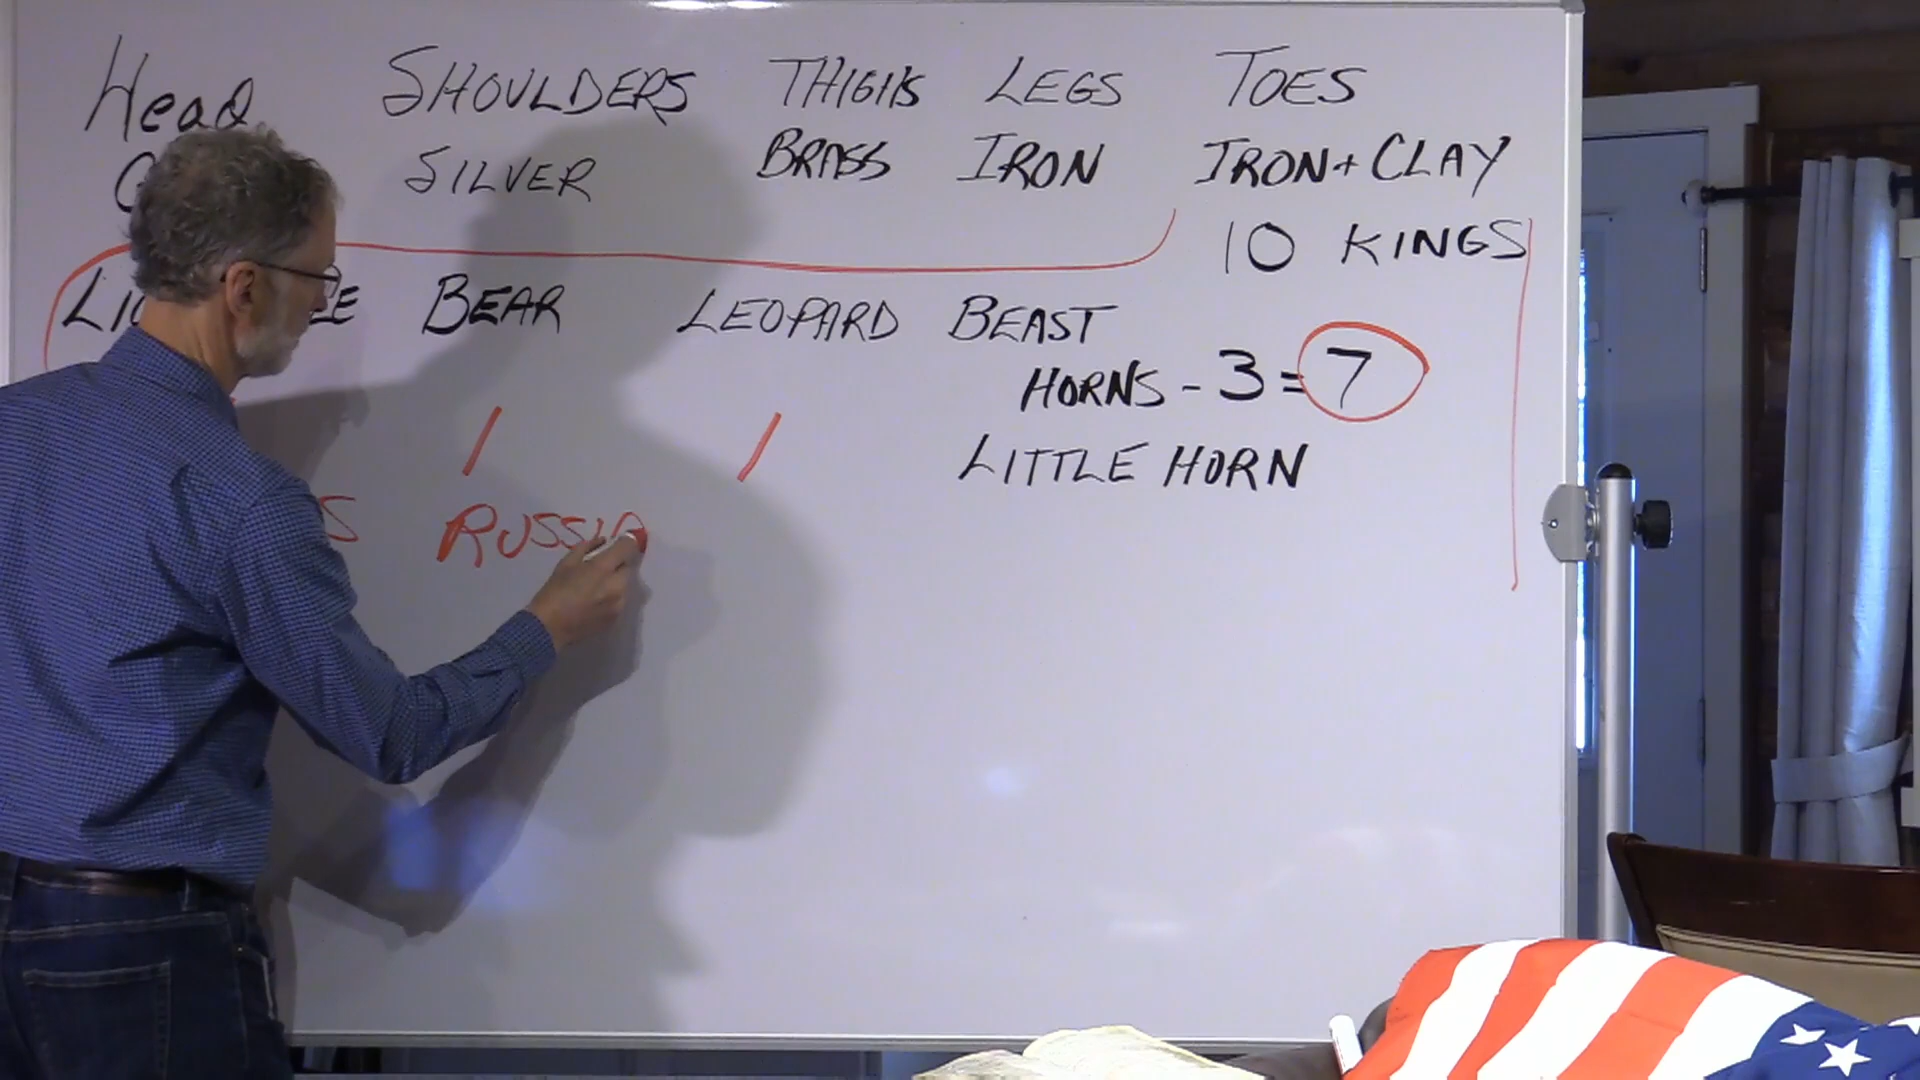 Head SHOULDERS THIGHS LEGS TOES
SILVER BRASS IRON IRON + CLAY
10 KINGS
BEAR LEOPARD BEAST
HORNS - 3 = 7
LITTLE HORN
RUSSIA